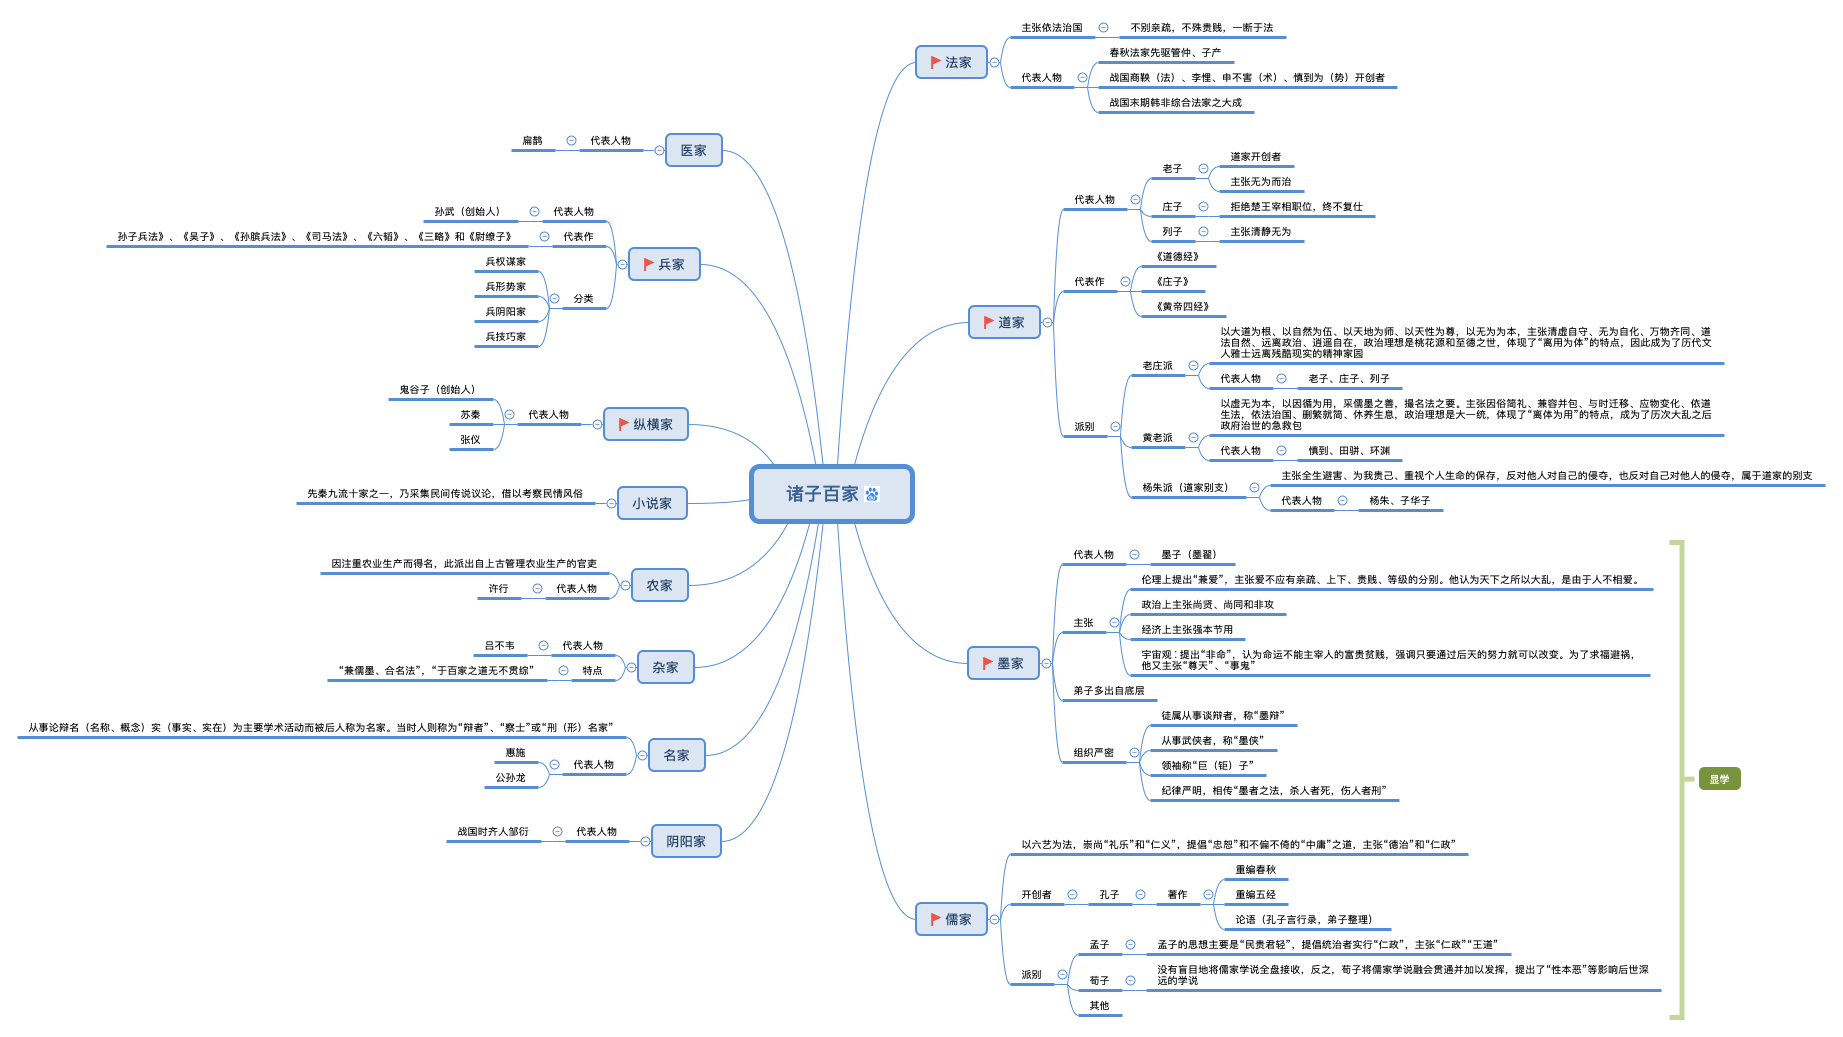 诸子百家
法家
主张依法治国
不别亲疏，不殊贵贱，一断于法
代表人物
春秋法家先驱管仲、子产
战国商鞅（法）、李悝、申不害（术）、慎到为（势）开创者
战国末期韩非综合法家之大成
道家
代表人物
老子
道家开创者
主张无为而治
庄子
拒绝楚王宰相职位，终不复仕
列子
主张清静无为
代表作
《道德经》
《庄子》
《黄帝四经》
派别
老庄派
以大道为根、以自然为伍、以天地为师、以天性为尊，以无为为本，主张清虚自守、无为自化、万物齐同、道
法自然、远离政治、逍遥自在，政治理想是桃花源和至德之世，体现了“离用为体”的特点，因此成为了历代文
人雅士远离残酷现实的精神家园
代表人物
老子、庄子、列子
黄老派
以虚无为本，以因循为用，采儒墨之善，撮名法之要。主张因俗简礼、兼容并包、与时迁移、应物变化、依道
生法，依法治国、删繁就简、休养生息，政治理想是大一统，体现了“离体为用”的特点，成为了历次大乱之后
政府治世的急救包
代表人物
慎到、田骈、环渊
杨朱派（道家别支）
主张全生避害、为我贵己、重视个人生命的保存，反对他人对自己的侵夺，也反对自己对他人的侵夺，属于道家的别支
代表人物
杨朱、子华子
墨家
代表人物
墨子（墨翟）
主张
伦理上提出“兼爱”，主张爱不应有亲疏、上下、贵贱、等级的分别。他认为天下之所以大乱，是由于人不相爱。
政治上主张尚贤、尚同和非攻
经济上主张强本节用
宇宙观：提出“非命”，认为命运不能主宰人的富贵贫贱，强调只要通过后天的努力就可以改变。为了求福避祸，
他又主张“尊天”、“事鬼”
弟子多出自底层
组织严密
徒属从事谈辩者，称“墨辩”
从事武侠者，称“墨侠”
领袖称“巨（钜）子”
纪律严明，相传“墨者之法，杀人者死，伤人者刑”
儒家
以六艺为法，崇尚“礼乐”和“仁义”，提倡“忠恕”和不偏不倚的“中庸”之道，主张“德治”和“仁政”
开创者
孔子
著作
重编春秋
重编五经
论语（孔子言行录，弟子整理）
派别
孟子
孟子的思想主要是“民贵君轻”，提倡统治者实行“仁政”，主张“仁政”“王道”
荀子
没有盲目地将儒家学说全盘接收，反之，荀子将儒家学说融会贯通并加以发挥，提出了“性本恶”等影响后世深
远的学说
其他
显学
医家
代表人物
扁鹊
兵家
代表人物
孙武（创始人）
代表作
孙子兵法》、《吴子》、《孙膑兵法》、《司马法》、《六韬》、《三略》和《尉缭子》
分类
兵权谋家
兵形势家
兵阴阳家
兵技巧家
纵横家
代表人物
鬼谷子（创始人）
苏秦
张仪
小说家
先秦九流十家之一，乃采集民间传说议论，借以考察民情风俗
农家
因注重农业生产而得名，此派出自上古管理农业生产的官吏
代表人物
许行
杂家
代表人物
吕不韦
特点
“兼儒墨、合名法”，“于百家之道无不贯综”
名家
从事论辩名（名称、概念）实（事实、实在）为主要学术活动而被后人称为名家。当时人则称为“辩者”、“察士”或“刑（形）名家”
代表人物
惠施
公孙龙
阴阳家
代表人物
战国时齐人邹衍